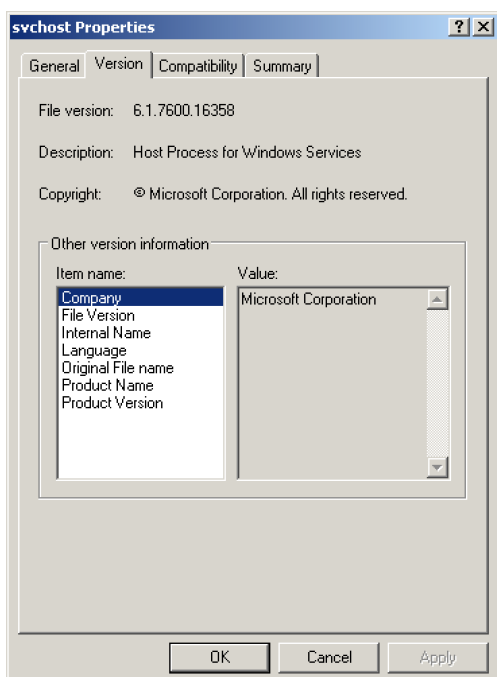 svchost Properties
General Version Compatibility Summary
File version: 6.1.7600.16358
Description: Host Process for Windows Services
Copyright: © Microsoft Corporation. All rights reserved.
Other version information
Item name: Value:
Company Microsoft Corporation
File Version
Internal Name
Language
Original File name
Product Name
Product Version
OK Cancel Apply